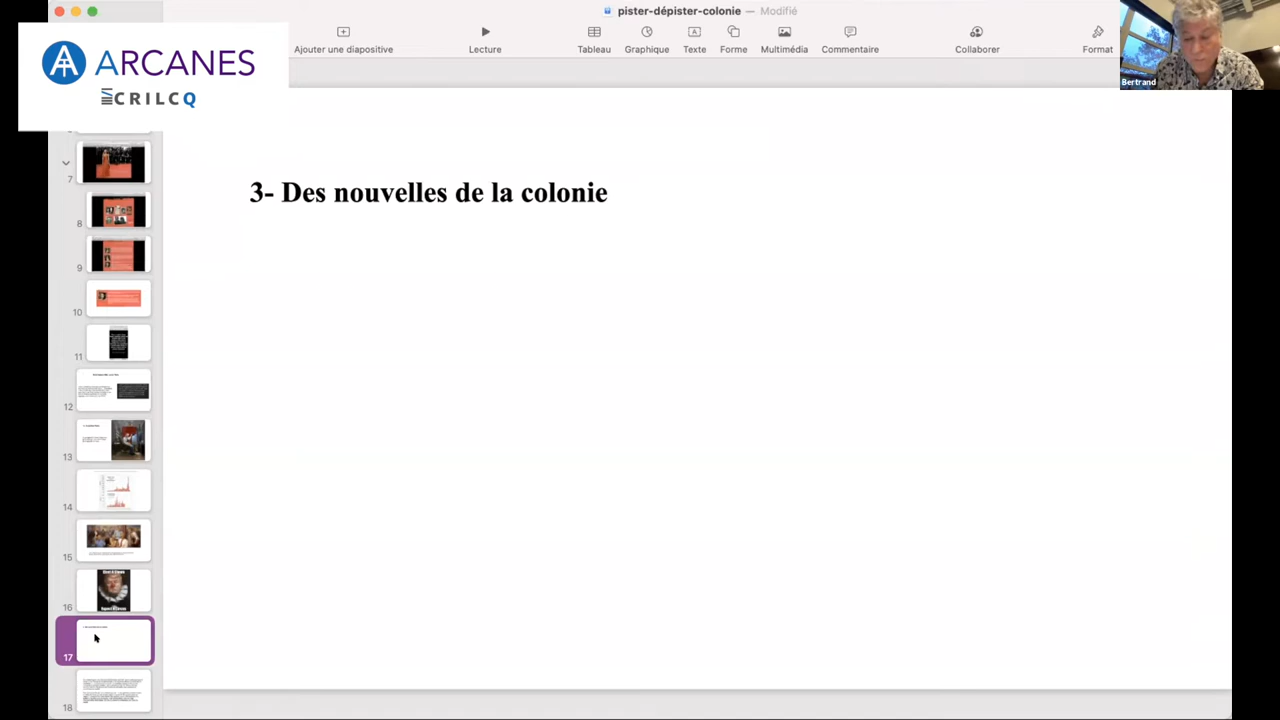 pister-dépister-colonie — Modifié
ARCANES
CRILCQ
Ajouter une diapositive
Lecture
Tableau
Graphique
Texte
Forme
Multimédia
Commentaire
Collaborer
Format
Bertrand
3- Des nouvelles de la colonie
7
8
9
10
11
12
13
14
15
16
17
18